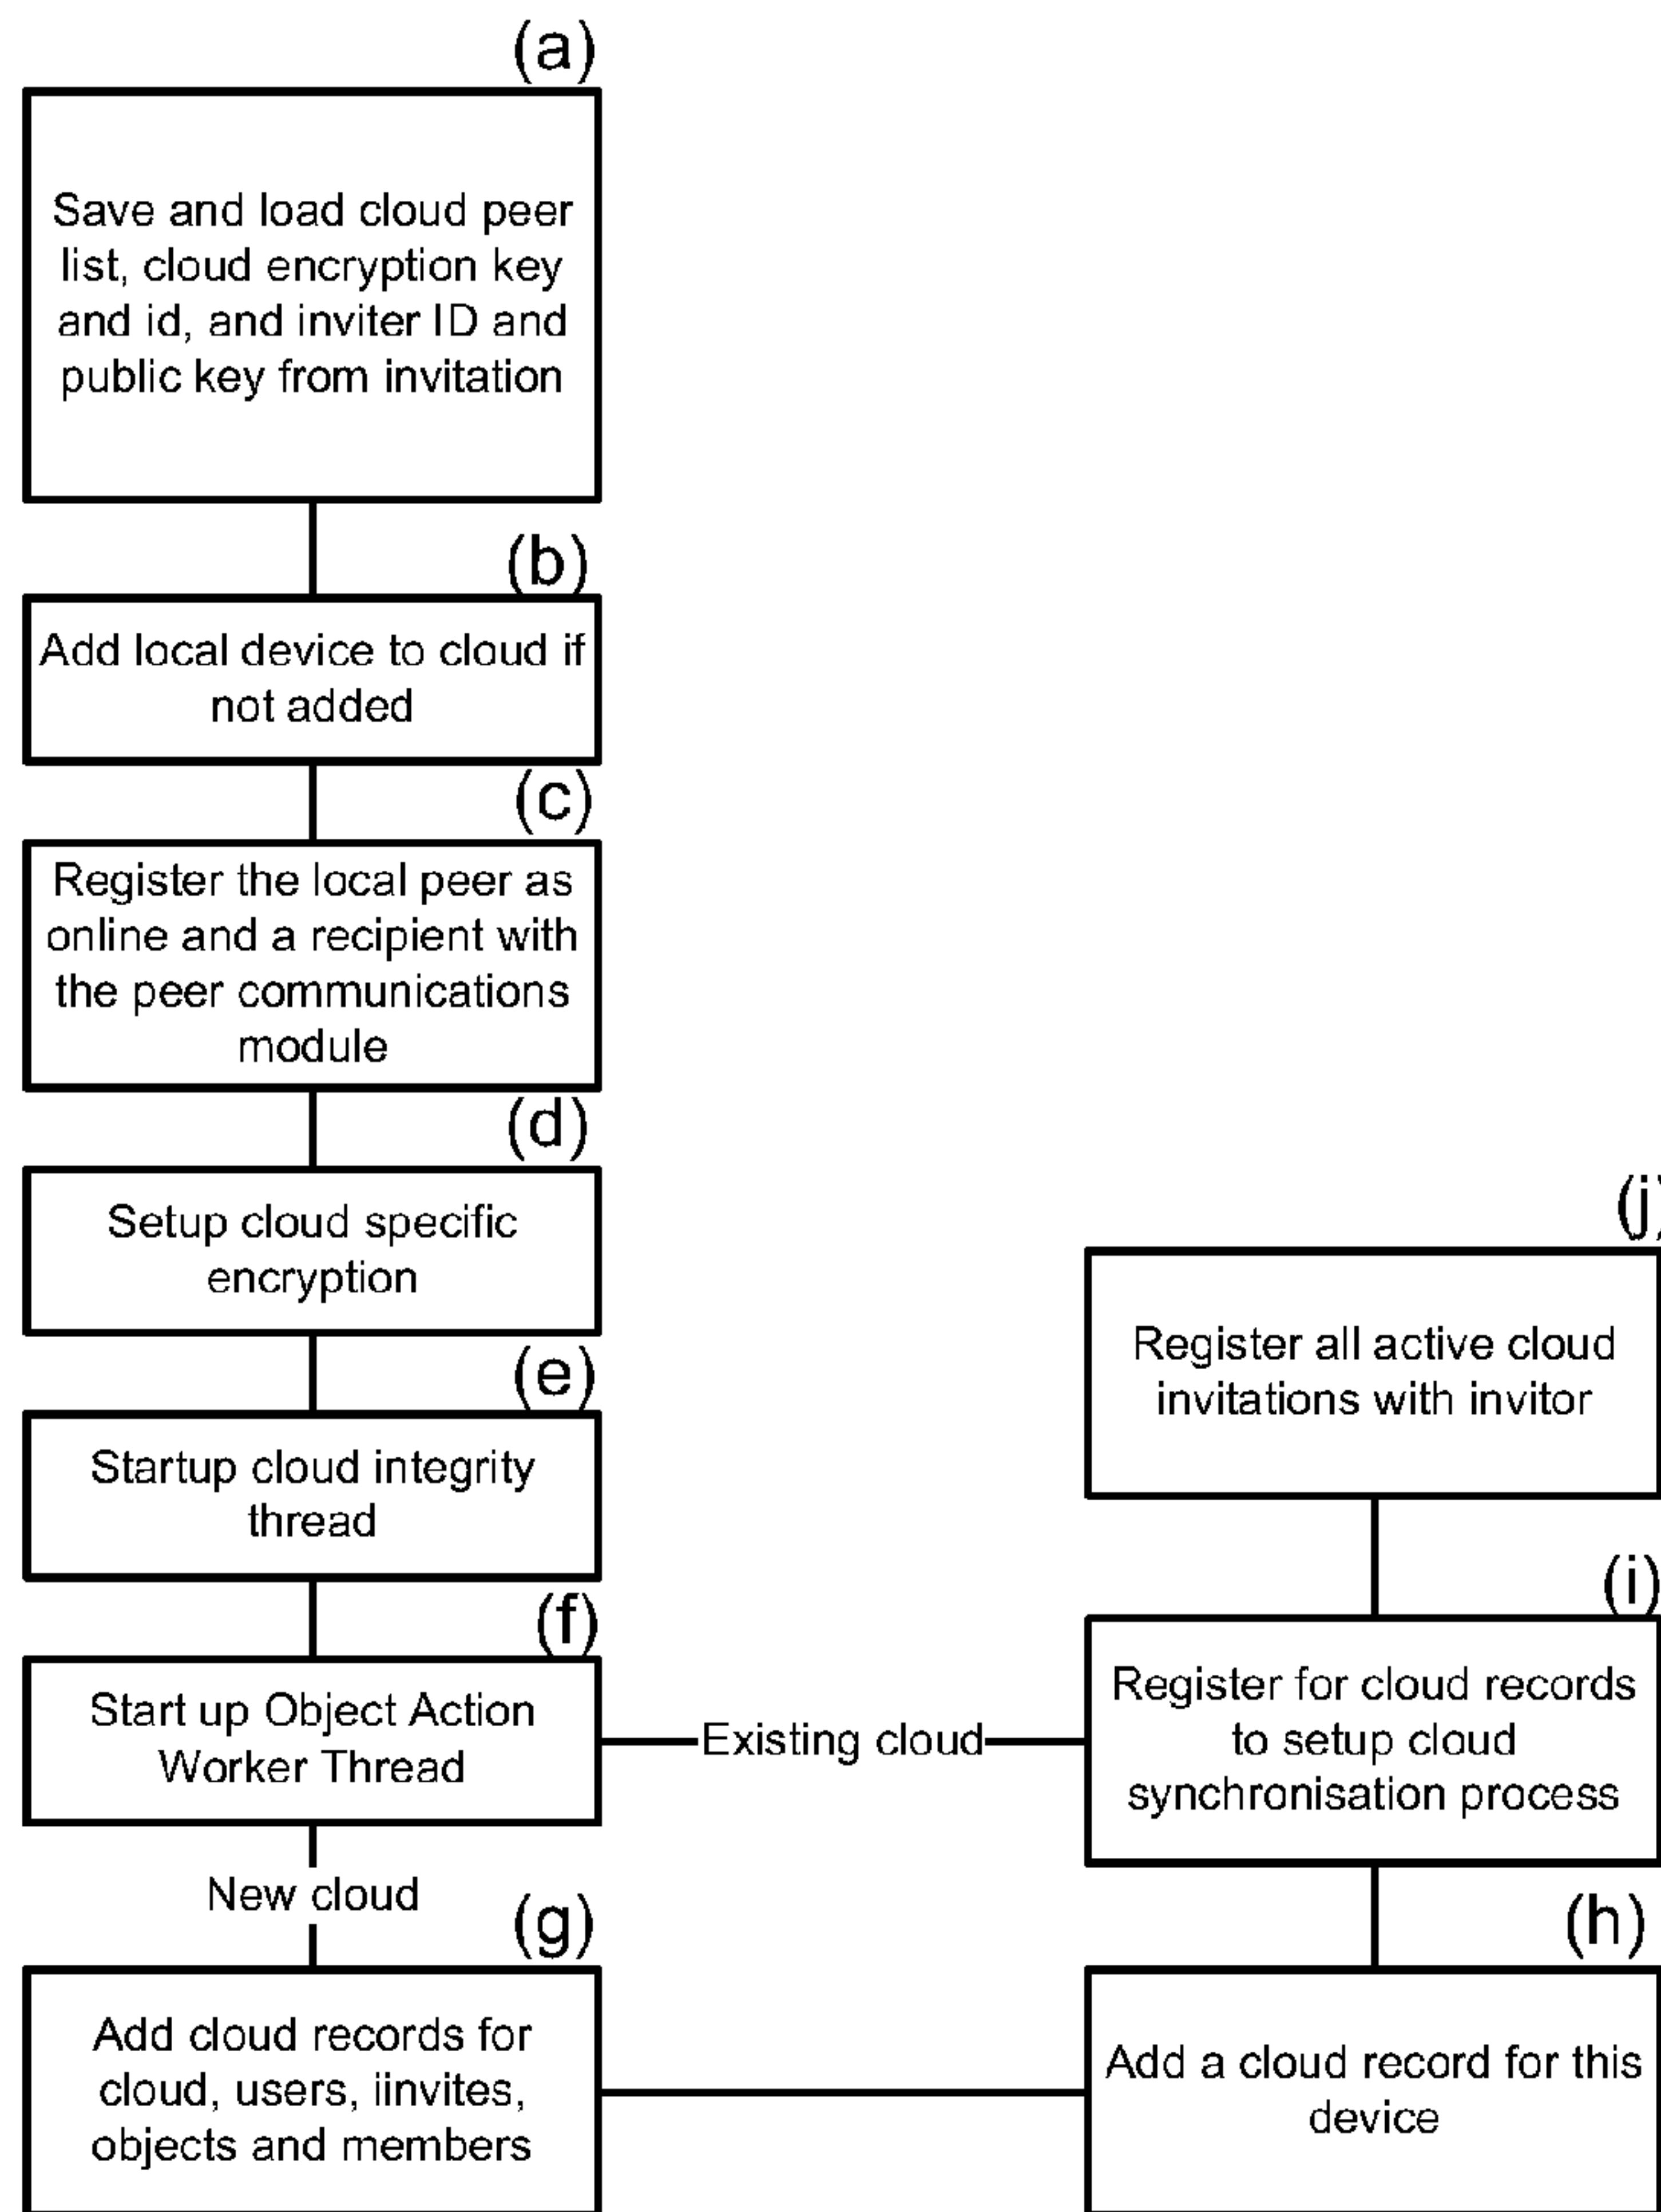 (a)
Save and load cloud peer
list, cloud encryption key
and id, and inviter ID and
public key from invitation
(b)
Add local device to cloud if
not added
(c)
Register the local peer as
online and a recipient with
the peer communications
module
(d)
Setup cloud specific
encryption
(e)
Startup cloud integrity
thread
(f)
Start up Object Action
Worker Thread
Existing cloud
New cloud
(g)
Add cloud records for
cloud, users, iinvites,
objects and members
(h)
Add a cloud record for this
device
(i)
Register for cloud records
to setup cloud
synchronisation process
(j)
Register all active cloud
invitations with invitor